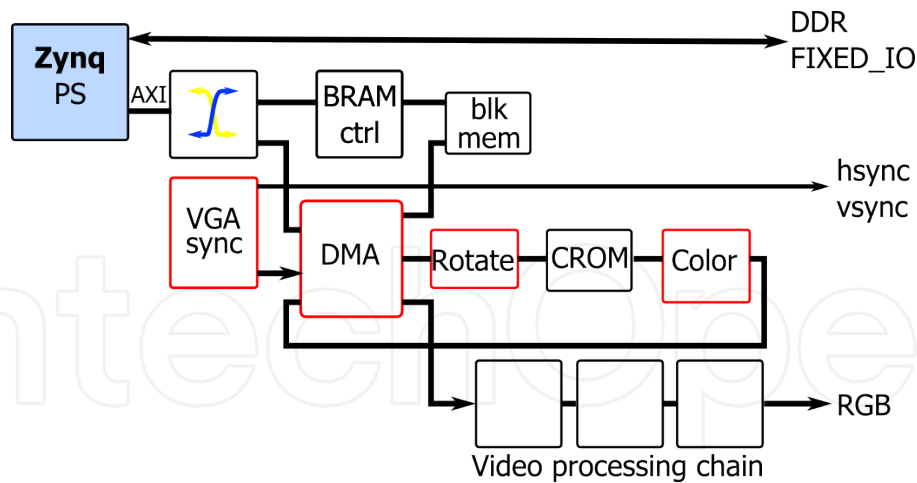 DDR
FIXED_IO
Zynq
PS
AXI
BRAM
ctrl
blk
mem
hsync
vsync
VGA
sync
DMA
Rotate
CROM
Color
RGB
Video processing chain
ntechOpe